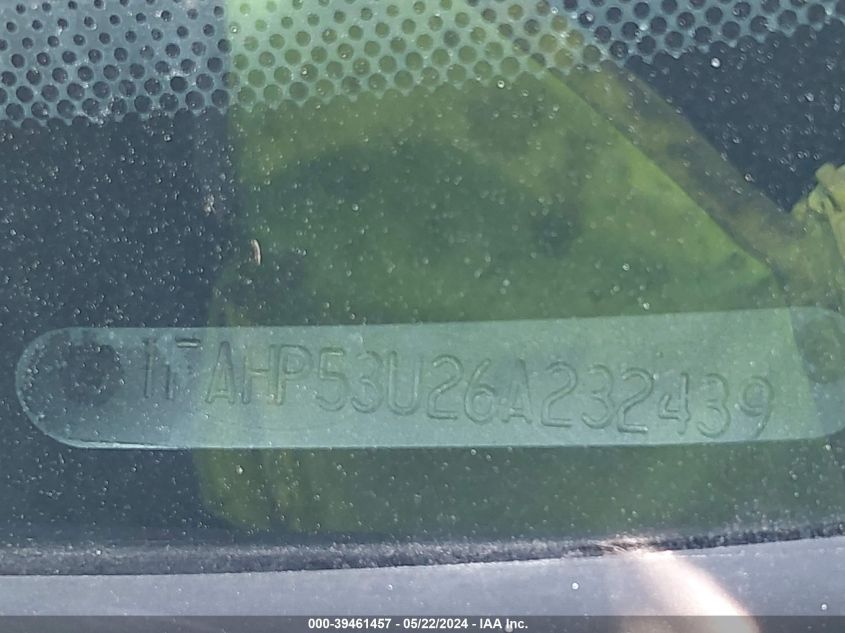 1FAHP53U26A232439
000-39461457 - 05/22/2024 - IAA Inc.